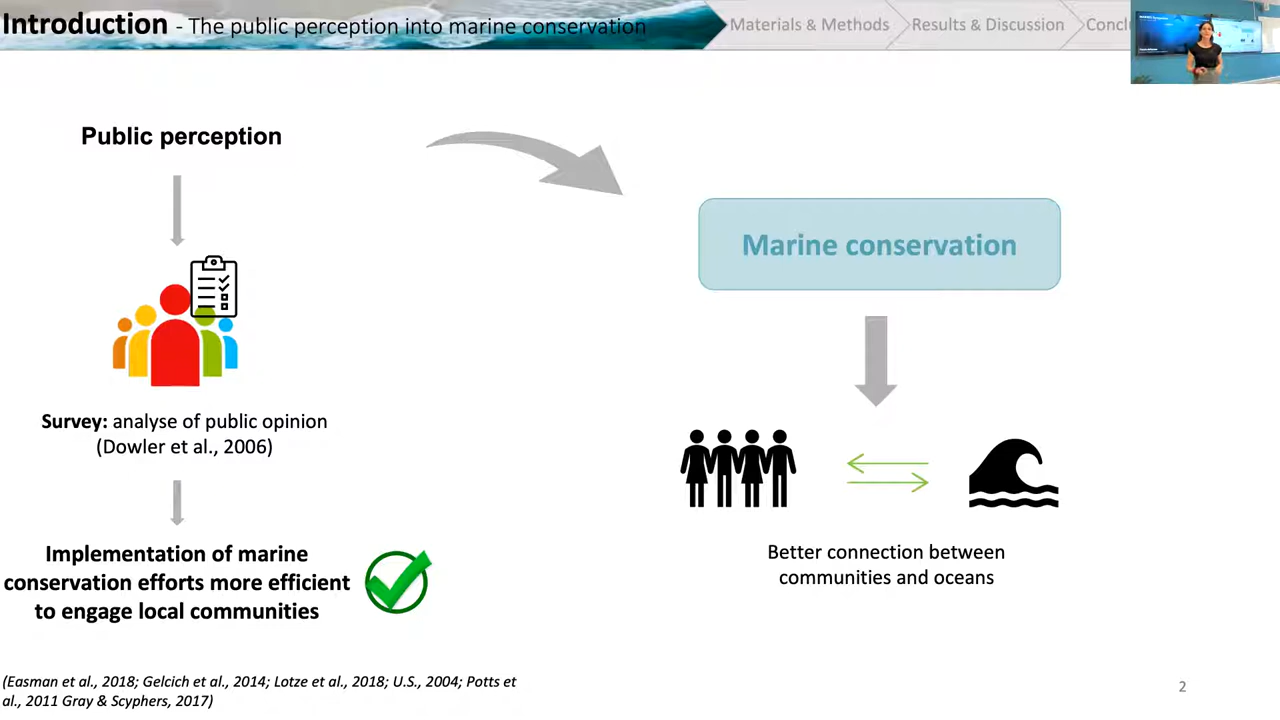 Introduction - The public perception into marine conservation
Materials & Methods
Results & Discussion
Public perception
Marine conservation
Survey: analyse of public opinion
(Dowler et al., 2006)
Implementation of marine
conservation efforts more efficient
to engage local communities
Better connection between
communities and oceans
(Easman et al., 2018; Gelcich et al., 2014; Lotze et al., 2018; U.S., 2004; Potts et
al., 2011 Gray & Scyphers, 2017)
2